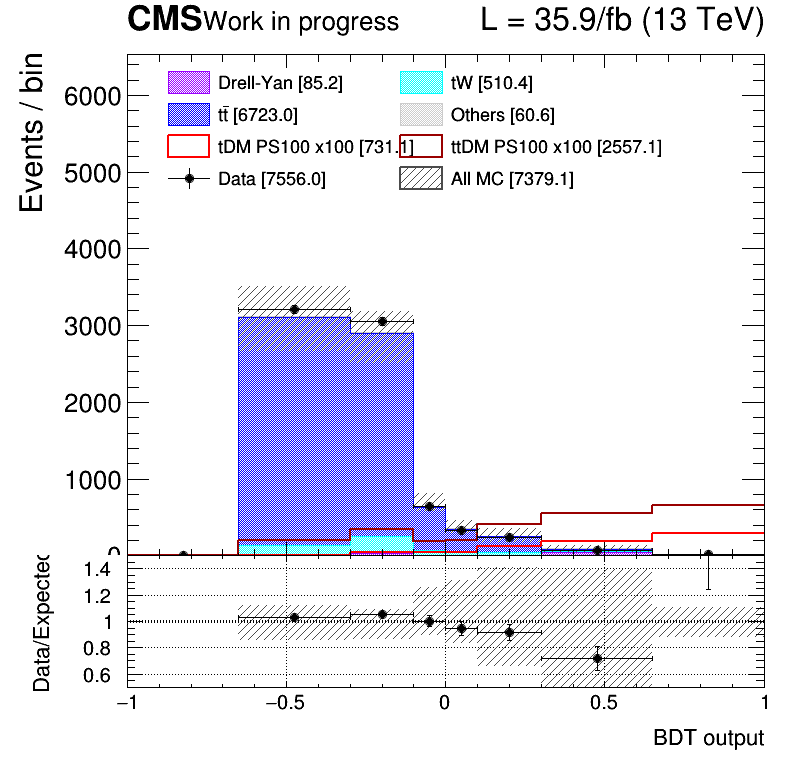 CMS Work in progress L = 35.9/fb (13 TeV)
Events / bin
Drell-Yan [85.2] tW [510.4]
tt̄ [6723.0] Others [60.6]
tDM PS100 x100 [731.1] ttDM PS100 x100 [2557.1]
Data [7556.0] All MC [7379.1]
6000
5000
4000
3000
2000
1000
0
Data/Expected
1.4
1.2
1
0.8
0.6
−1 −0.5 0 0.5 1
BDT output